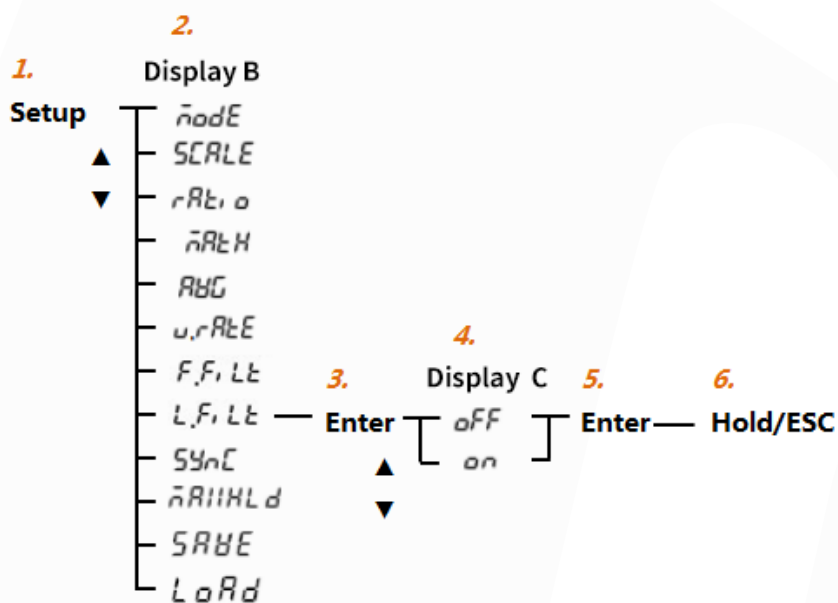 2.
1. Display B
Setup modE
▲ SCALE
▼ rAtio
mAtH
AVG
u.rAtE
F.FiLt
4.
3. Display C 5. 6.
L.FiLt Enter oFF Enter Hold/ESC
SYnC ▲ on
mAXHLd ▼
SAVE
LoAd